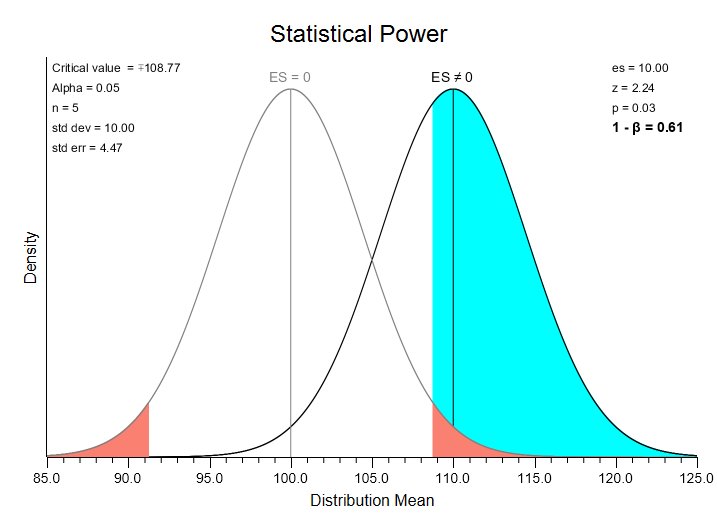 Statistical Power
Critical value = ∓108.77
Alpha = 0.05
n = 5
std dev = 10.00
std err = 4.47
ES = 0
ES ≠ 0
es = 10.00
z = 2.24
p = 0.03
1 - β = 0.61
Density
85.0 90.0 95.0 100.0 105.0 110.0 115.0 120.0 125.0
Distribution Mean